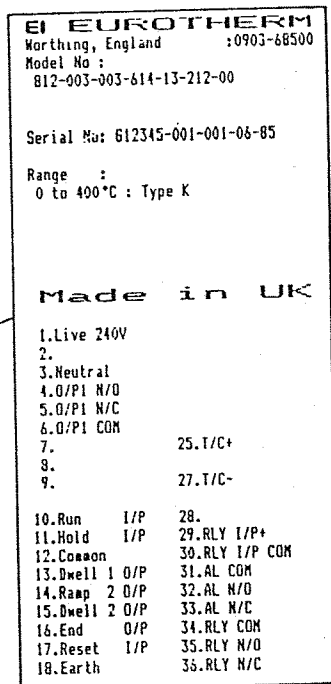 EI EUROTHERM
Worthing, England :0903-68500
Model No :
812-003-003-614-13-212-00
Serial No: 612345-001-001-06-85
Range :
0 to 400°C : Type K
Made in UK
1.Live 240V
2.
3.Neutral
4.O/P1 N/O
5.O/P1 N/C
6.O/P1 COM
7. 25.T/C+
8.
9. 27.T/C-
10.Run I/P 28.
11.Hold I/P 29.RLY I/P+
12.Common 30.RLY I/P COM
13.Dwell 1 O/P 31.AL COM
14.Ramp 2 O/P 32.AL N/O
15.Dwell 2 O/P 33.AL N/C
16.End O/P 34.RLY COM
17.Reset I/P 35.RLY N/O
18.Earth 36.RLY N/C